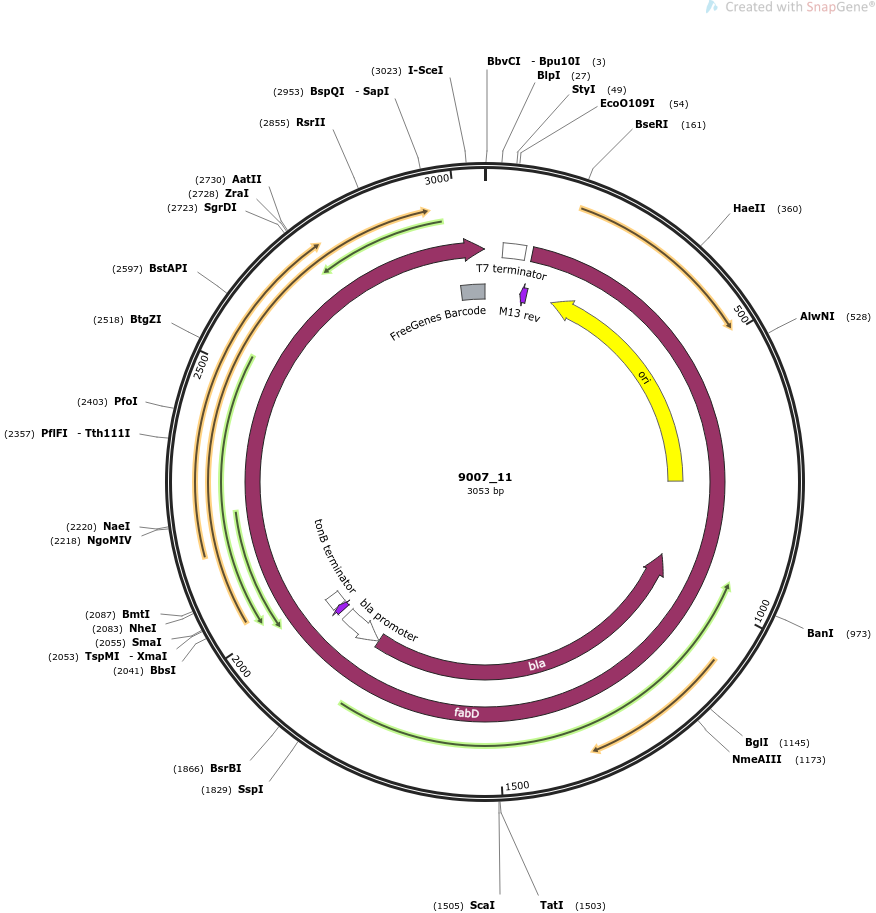 Created with SnapGene®
(3023) I-SceI
BbvCI - Bpu10I (3)
BlpI (27)
(2953) BspQI - SapI
StyI (49)
EcoO109I (54)
(2855) RsrII
BseRI (161)
(2730) AatII
(2728) ZraI
(2723) SgrDI
3000
HaeII (360)
(2597) BstAPI
T7 terminator
FreeGenes Barcode
M13 rev
(2518) BtgZI
500
AlwNI (528)
2500
ori
(2403) PfoI
(2357) PflFI - Tth111I
9007_11
3053 bp
(2220) NaeI
(2218) NgoMIV
tonB terminator
bla promoter
(2087) BmtI
(2083) NheI
(2055) SmaI
(2053) TspMI - XmaI
(2041) BbsI
1000
BanI (973)
2000
bla
fabD
BglI (1145)
NmeAIII (1173)
(1866) BsrBI
(1829) SspI
1500
(1505) ScaI
TatI (1503)